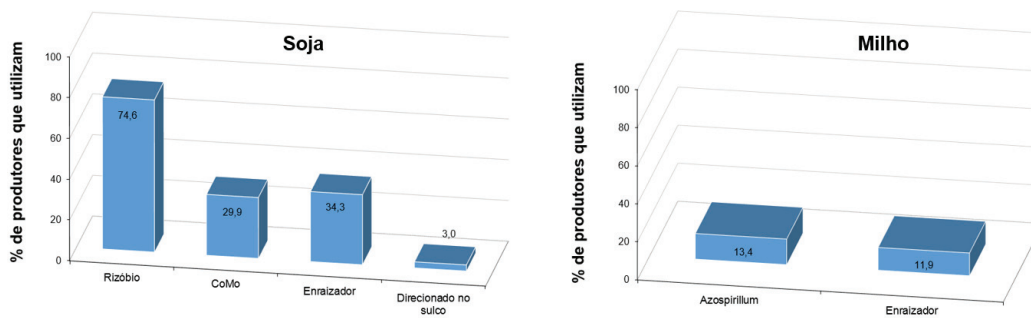 Soja
% de produtores que utilizam
100
80
60
40
20
0
74,6
29,9
34,3
3,0
Rizóbio
CoMo
Enraizador
Direcionado no
sulco
Milho
% de produtores que utilizam
100
80
60
40
20
0
13,4
11,9
Azospirillum
Enraizador